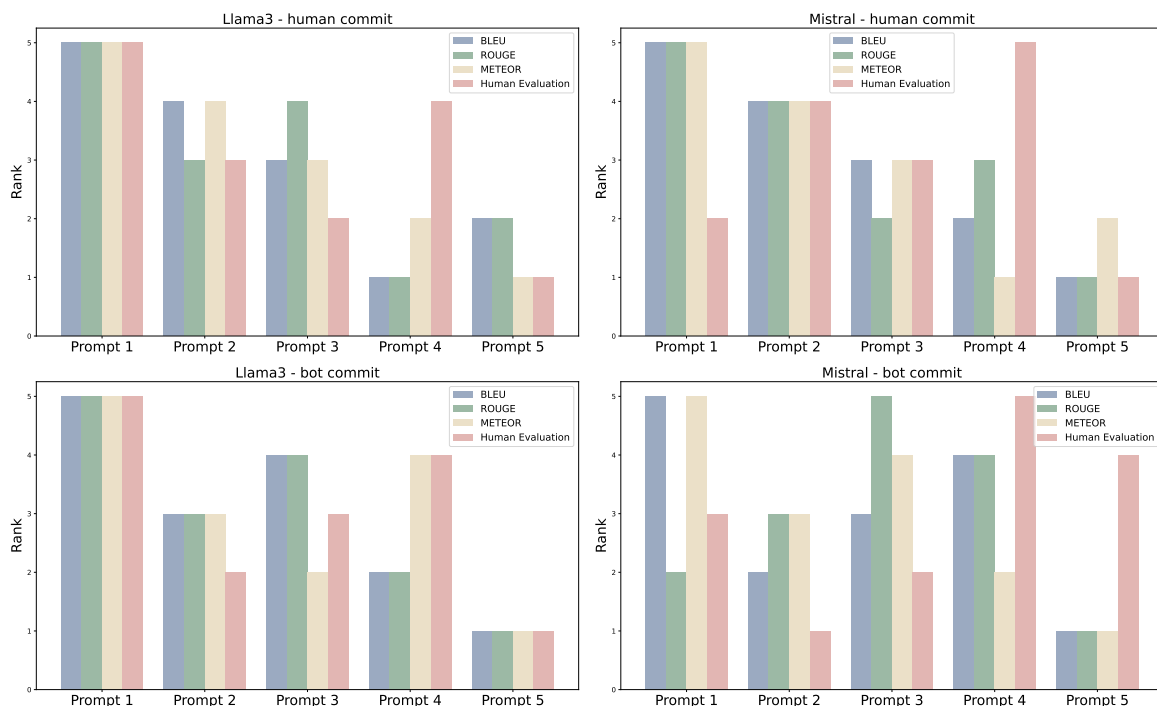 Llama3 - human commit
Rank
5
4
3
2
1
0
BLEU
ROUGE
METEOR
Human Evaluation
Prompt 1 Prompt 2 Prompt 3 Prompt 4 Prompt 5
Mistral - human commit
Rank
5
4
3
2
1
0
BLEU
ROUGE
METEOR
Human Evaluation
Prompt 1 Prompt 2 Prompt 3 Prompt 4 Prompt 5
Llama3 - bot commit
Rank
5
4
3
2
1
0
BLEU
ROUGE
METEOR
Human Evaluation
Prompt 1 Prompt 2 Prompt 3 Prompt 4 Prompt 5
Mistral - bot commit
Rank
5
4
3
2
1
0
BLEU
ROUGE
METEOR
Human Evaluation
Prompt 1 Prompt 2 Prompt 3 Prompt 4 Prompt 5